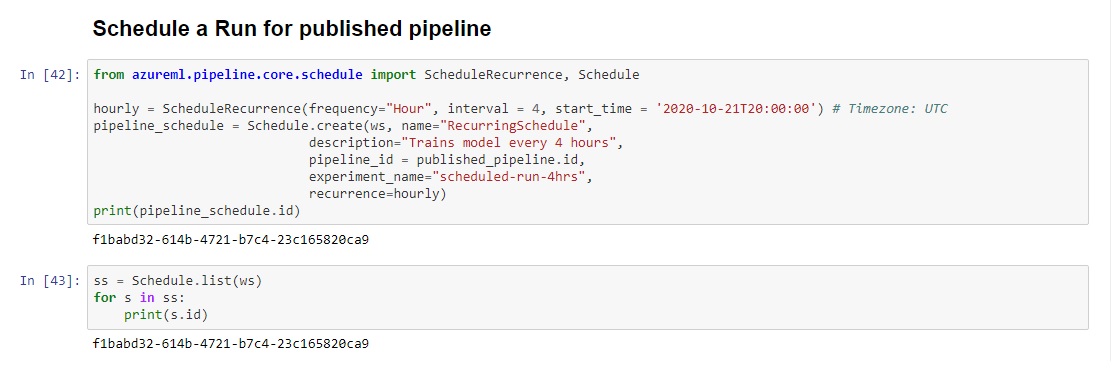 Schedule a Run for published pipeline
In [42]: from azureml.pipeline.core.schedule import ScheduleRecurrence, Schedule
hourly = ScheduleRecurrence(frequency="Hour", interval = 4, start_time = '2020-10-21T20:00:00') # Timezone: UTC
pipeline_schedule = Schedule.create(ws, name="RecurringSchedule",
description="Trains model every 4 hours",
pipeline_id = published_pipeline.id,
experiment_name="scheduled-run-4hrs",
recurrence=hourly)
print(pipeline_schedule.id)
f1babd32-614b-4721-b7c4-23c165820ca9
In [43]: ss = Schedule.list(ws)
for s in ss:
print(s.id)
f1babd32-614b-4721-b7c4-23c165820ca9